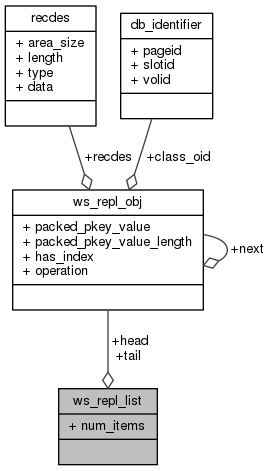 recdes
+ area_size
+ length
+ type
+ data
db_identifier
+ pageid
+ slotid
+ volid
+recdes
+class_oid
ws_repl_obj
+ packed_pkey_value
+ packed_pkey_value_length
+ has_index
+ operation
+next
+head
+tail
ws_repl_list
+ num_items